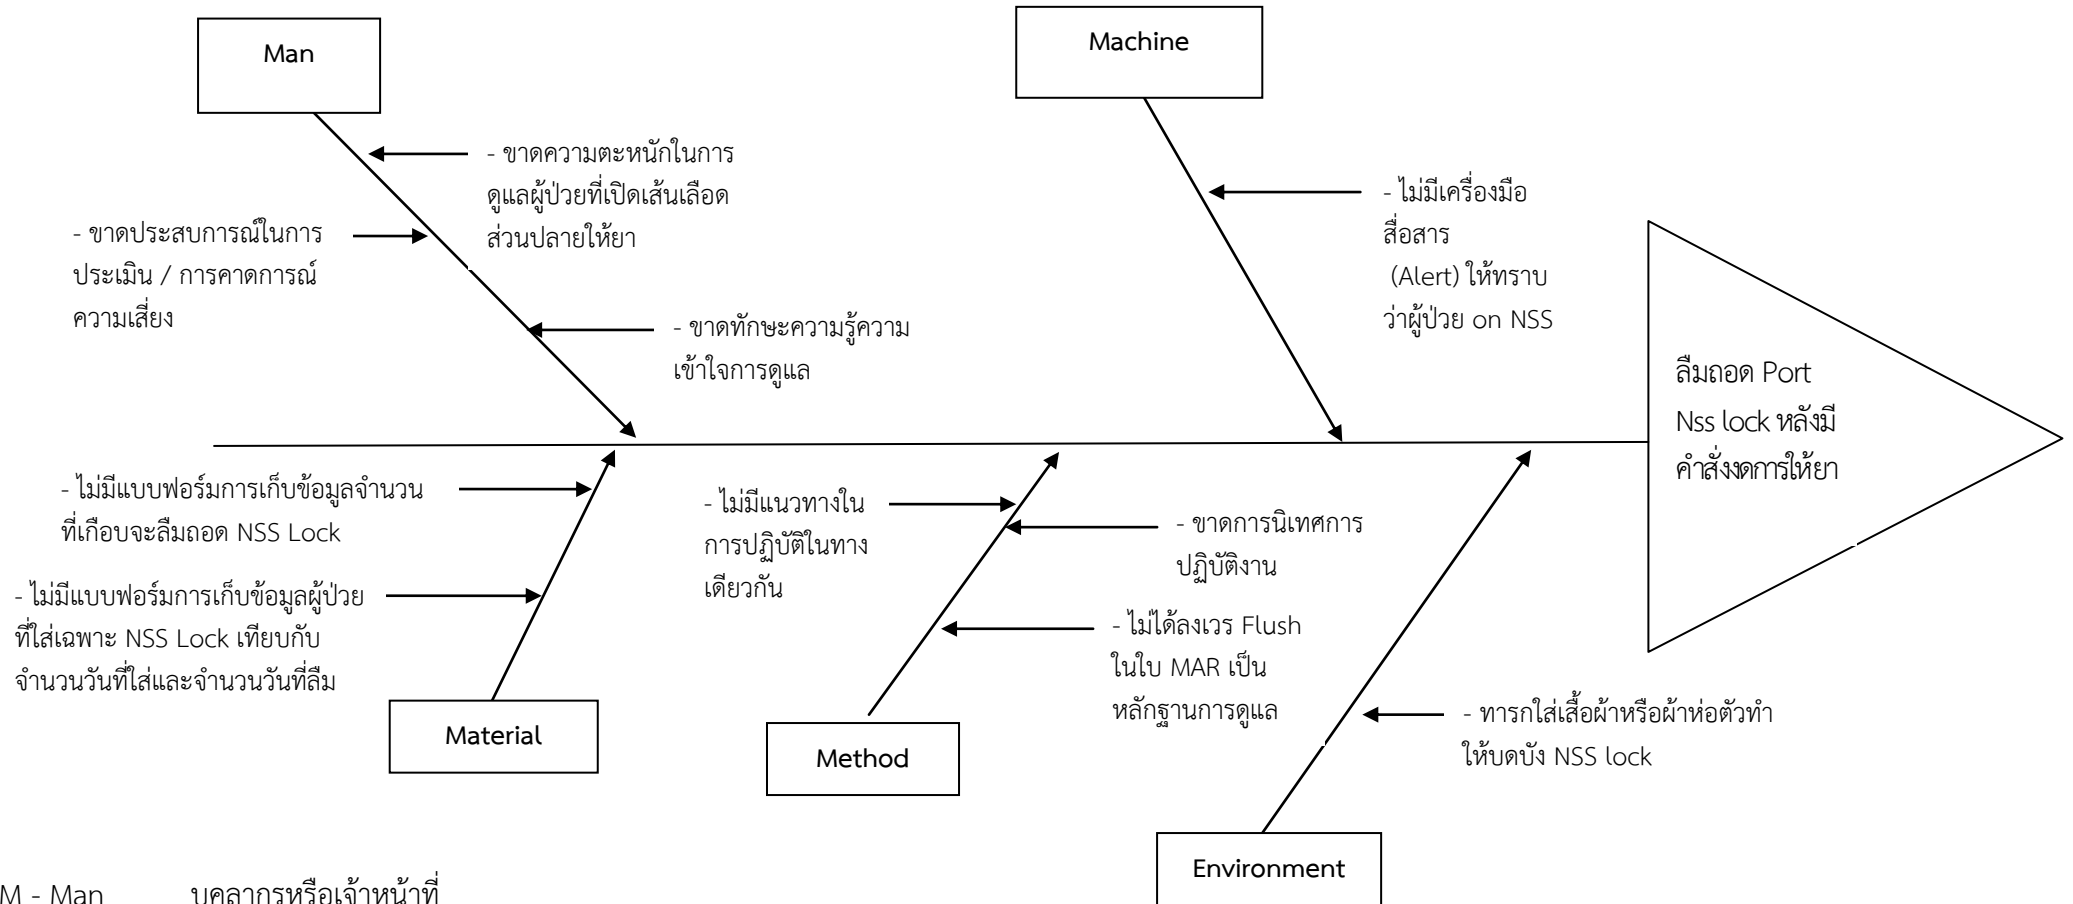 Man
Machine
- ขาดความตะหนักในการ
ดูแลผู้ป่วยที่เปิดเส้นเลือด
ส่วนปลายให้ยา
- ขาดประสบการณ์ในการ
ประเมิน / การคาดการณ์
ความเสี่ยง
- ขาดทักษะความรู้ความ
เข้าใจการดูแล
- ไม่มีเครื่องมือ
สื่อสาร
(Alert) ให้ทราบ
ว่าผู้ป่วย on NSS
ลืมถอด Port
Nss lock หลังมี
คำสั่งงดการให้ยา
- ไม่มีแบบฟอร์มการเก็บข้อมูลจำนวน
ที่เกือบจะลืมถอด NSS Lock
- ไม่มีแบบฟอร์มการเก็บข้อมูลผู้ป่วย
ที่ใส่เฉพาะ NSS Lock เทียบกับ
จำนวนวันที่ใส่และจำนวนวันที่ลืม
- ไม่มีแนวทางใน
การปฏิบัติในทาง
เดียวกัน
- ขาดการนิเทศการ
ปฏิบัติงาน
- ไม่ได้ลงเวร Flush
ในใบ MAR เป็น
หลักฐานการดูแล
- ทารกใส่เสื้อผ้าหรือผ้าห่อตัวทำ
ให้บดบัง NSS lock
Material
Method
Environment
M - Man บุคลากรหรือเจ้าหน้าที่